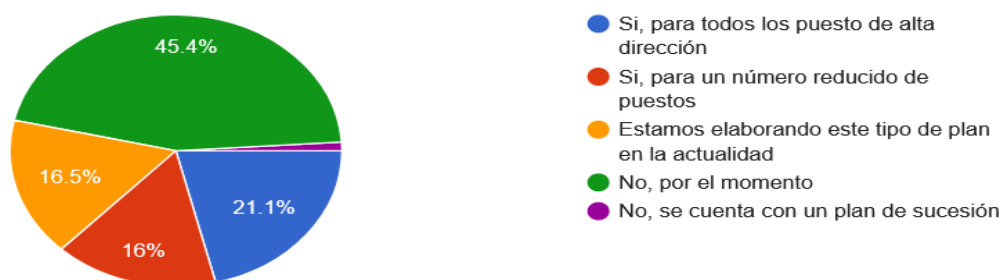 45.4%
16.5%
16%
21.1%
Si, para todos los puesto de alta
dirección
Si, para un número reducido de
puestos
Estamos elaborando este tipo de plan
en la actualidad
No, por el momento
No, se cuenta con un plan de sucesión